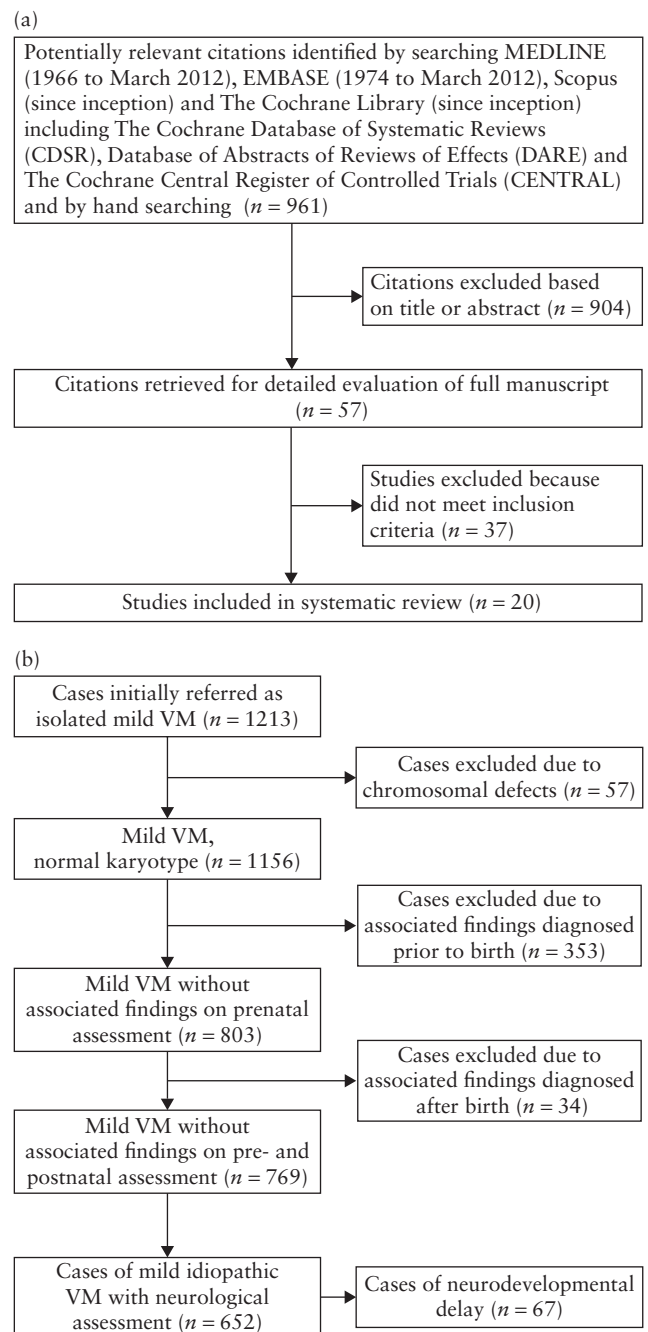 (a)
Potentially relevant citations identified by searching MEDLINE
(1966 to March 2012), EMBASE (1974 to March 2012), Scopus
(since inception) and The Cochrane Library (since inception)
including The Cochrane Database of Systematic Reviews
(CDSR), Database of Abstracts of Reviews of Effects (DARE) and
The Cochrane Central Register of Controlled Trials (CENTRAL)
and by hand searching (n = 961)
Citations excluded based
on title or abstract (n = 904)
Citations retrieved for detailed evaluation of full manuscript
(n = 57)
Studies excluded because
did not meet inclusion
criteria (n = 37)
Studies included in systematic review (n = 20)
(b)
Cases initially referred as
isolated mild VM (n = 1213)
Cases excluded due to
chromosomal defects (n = 57)
Mild VM,
normal karyotype (n = 1156)
Cases excluded due to
associated findings diagnosed
prior to birth (n = 353)
Mild VM without
associated findings on prenatal
assessment (n = 803)
Cases excluded due to
associated findings diagnosed
after birth (n = 34)
Mild VM without
associated findings on pre- and
postnatal assessment (n = 769)
Cases of mild idiopathic
VM with neurological
assessment (n = 652)
Cases of neurodevelopmental
delay (n = 67)